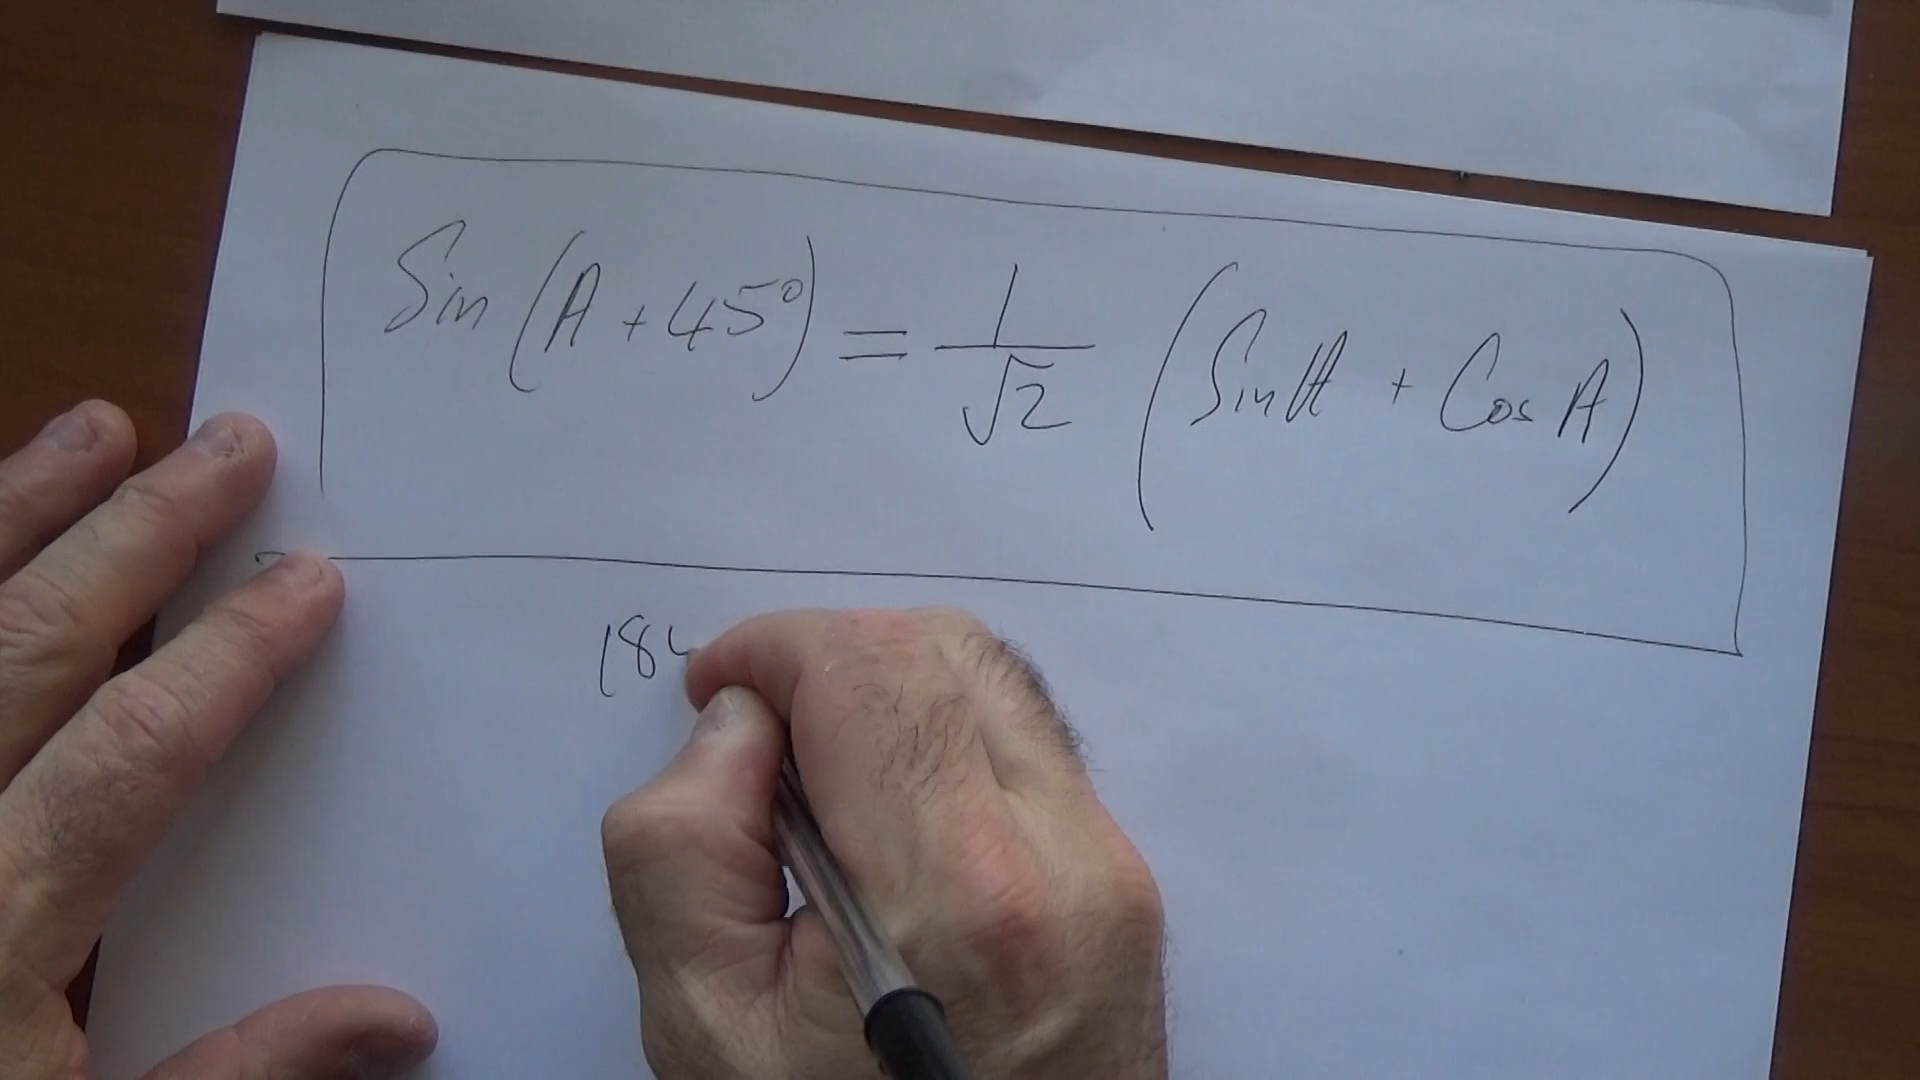 Sin (A + 45°) = 1/√2 (Sin A + Cos A)
18